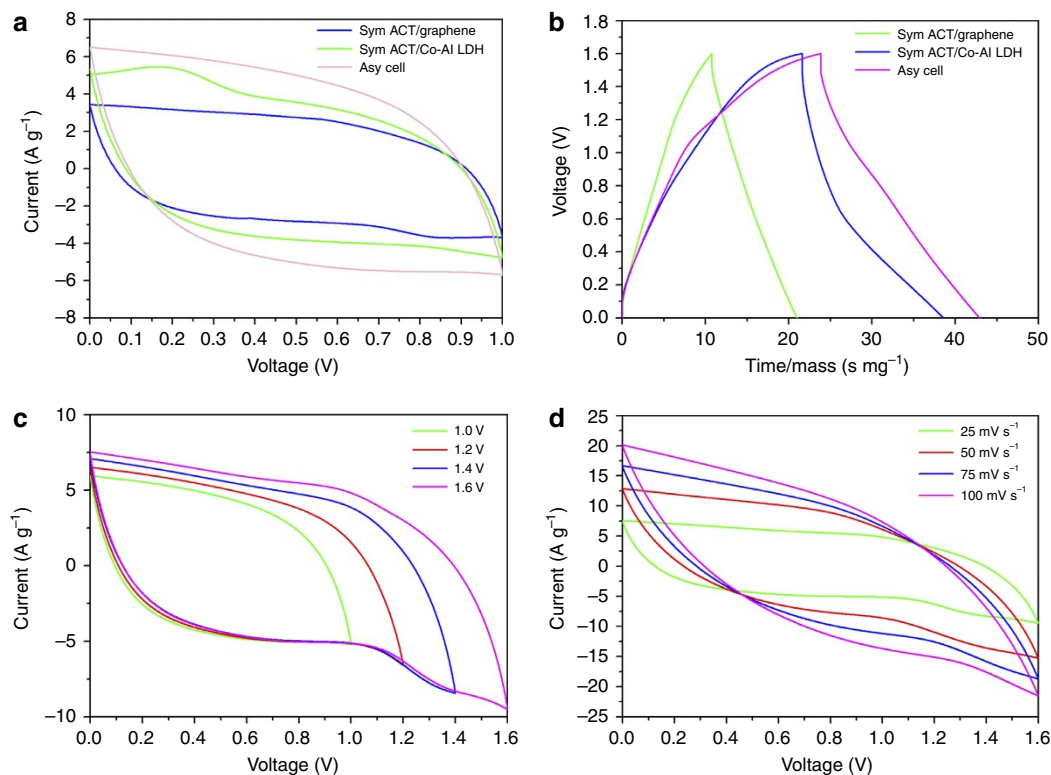 a
8
6
4
2
0
−2
−4
−6
−8
Current (A g⁻¹)
0.0 0.1 0.2 0.3 0.4 0.5 0.6 0.7 0.8 0.9 1.0
Voltage (V)
Sym ACT/graphene
Sym ACT/Co-Al LDH
Asy cell
b
1.8
1.6
1.4
1.2
1.0
0.8
0.6
0.4
0.2
0.0
Voltage (V)
0 10 20 30 40 50
Time/mass (s mg⁻¹)
Sym ACT/graphene
Sym ACT/Co-Al LDH
Asy cell
c
10
5
0
−5
−10
Current (A g⁻¹)
0.0 0.2 0.4 0.6 0.8 1.0 1.2 1.4 1.6
Voltage (V)
1.0 V
1.2 V
1.4 V
1.6 V
d
25
20
15
10
5
0
−5
−10
−15
−20
−25
Current (A g⁻¹)
0.0 0.2 0.4 0.6 0.8 1.0 1.2 1.4 1.6
Voltage (V)
25 mV s⁻¹
50 mV s⁻¹
75 mV s⁻¹
100 mV s⁻¹